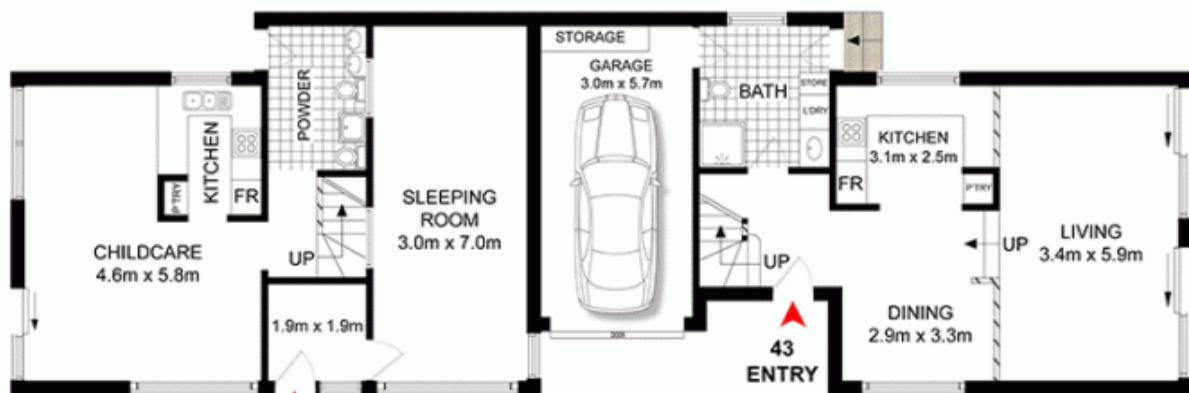 CHILDCARE
4.6m x 5.8m
P'TRY
KITCHEN
FR
POWDER
UP
1.9m x 1.9m
SLEEPING
ROOM
3.0m x 7.0m
STORAGE
GARAGE
3.0m x 5.7m
BATH
STORE
L'DRY
UP
43
ENTRY
KITCHEN
3.1m x 2.5m
FR
P'TRY
UP
DINING
2.9m x 3.3m
LIVING
3.4m x 5.9m